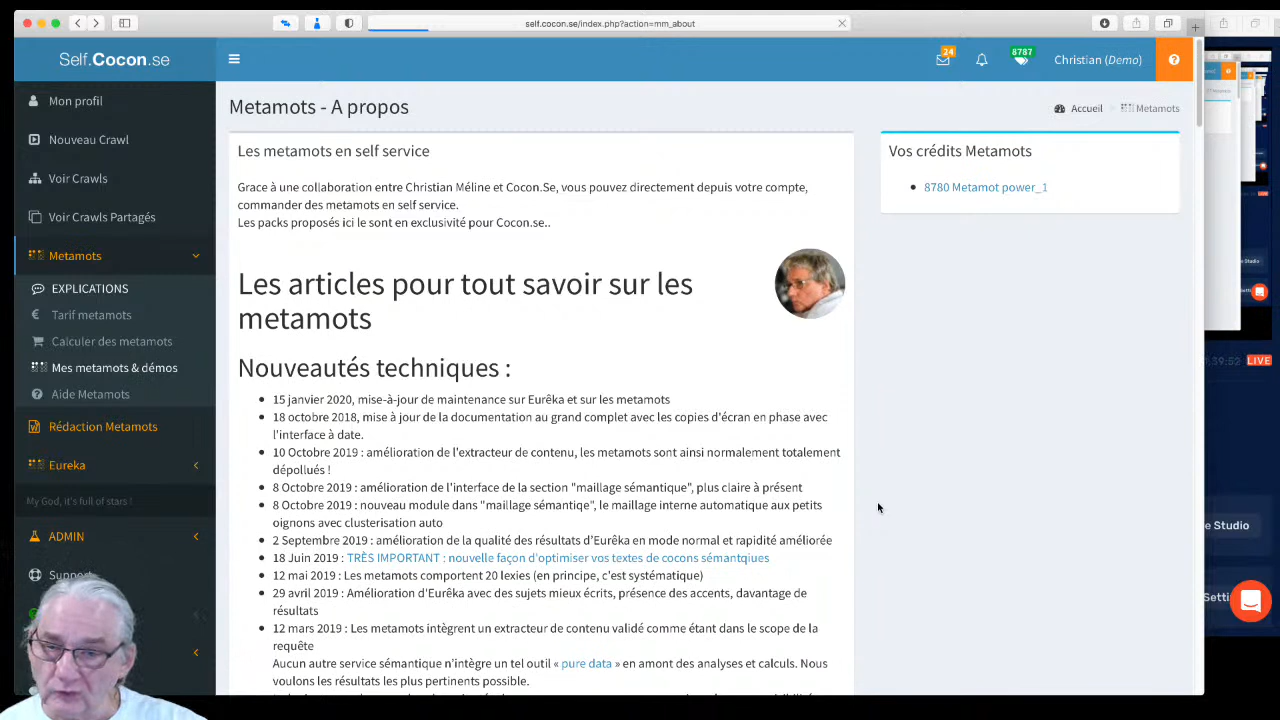 self.cocon.se/index.php?action=mm_about
Self.Cocon.se
24
8787
Christian (Demo)
Mon profil
Nouveau Crawl
Voir Crawls
Voir Crawls Partagés
Metamots
EXPLICATIONS
Tarif metamots
Calculer des metamots
Mes metamots & démos
Aide Metamots
Rédaction Metamots
Eureka
My God, it's full of stars !
ADMIN
Support
Metamots - A propos
Accueil
Metamots
Les metamots en self service
Grace à une collaboration entre Christian Méline et Cocon.Se, vous pouvez directement depuis votre compte,
commander des metamots en self service.
Les packs proposés ici le sont en exclusivité pour Cocon.se..
Les articles pour tout savoir sur les
metamots
Nouveautés techniques :
15 janvier 2020, mise-à-jour de maintenance sur Eurêka et sur les metamots
18 octobre 2018, mise à jour de la documentation au grand complet avec les copies d'écran en phase avec
l'interface à date.
10 Octobre 2019 : amélioration de l'extracteur de contenu, les metamots sont ainsi normalement totalement
dépollués !
8 Octobre 2019 : amélioration de l'interface de la section "maillage sémantique", plus claire à présent
8 Octobre 2019 : nouveau module dans "maillage sémantiqe", le maillage interne automatique aux petits
oignons avec clusterisation auto
2 Septembre 2019 : amélioration de la qualité des résultats d'Eurêka en mode normal et rapidité améliorée
18 Juin 2019 : TRÈS IMPORTANT : nouvelle façon d'optimiser vos textes de cocons sémantqiues
12 mai 2019 : Les metamots comportent 20 lexies (en principe, c'est systématique)
29 avril 2019 : Amélioration d'Eurêka avec des sujets mieux écrits, présence des accents, davantage de
résultats
12 mars 2019 : Les metamots intègrent un extracteur de contenu validé comme étant dans le scope de la
requête
Aucun autre service sémantique n'intègre un tel outil « pure data » en amont des analyses et calculs. Nous
voulons les résultats les plus pertinents possible.
Vos crédits Metamots
8780 Metamot power_1
:39:52 LIVE
e Studio
Setti